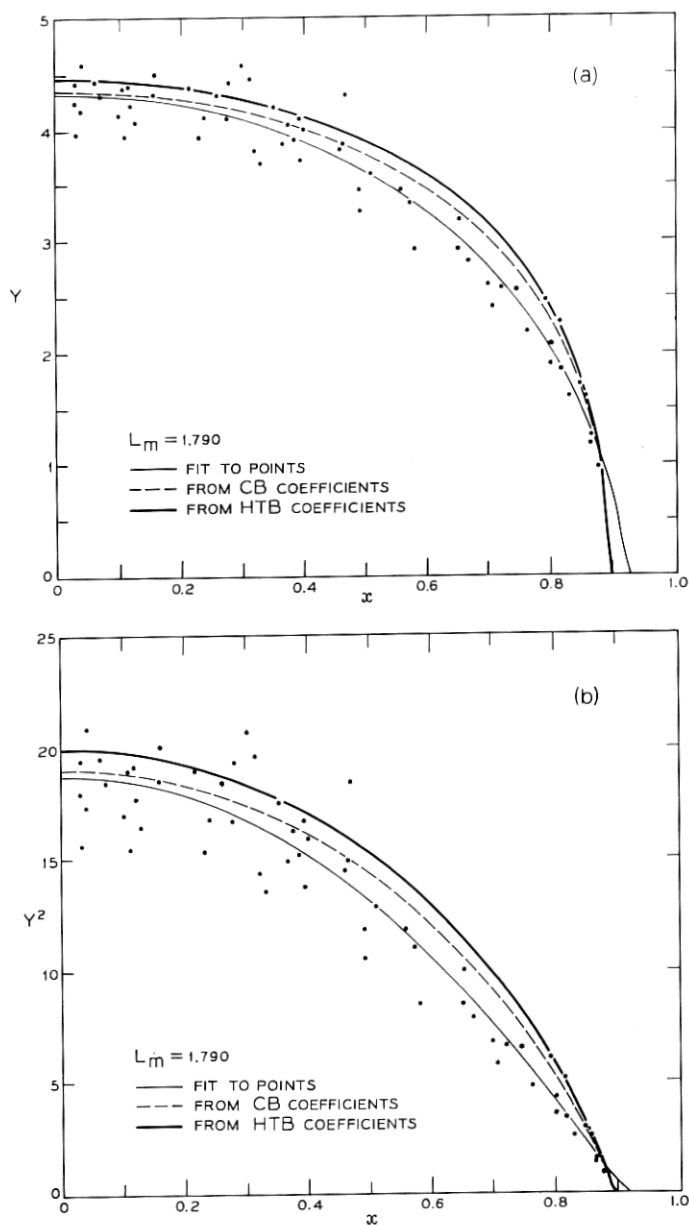 5
(a)
4
3
Y
2
L m = 1.790
FIT TO POINTS
FROM CB COEFFICIENTS
1
FROM HTB COEFFICIENTS
0
0 0.2 0.4 0.6 0.8 1.0
x
25
(b)
20
15
Y²
10
L m = 1.790
5
FIT TO POINTS
FROM CB COEFFICIENTS
FROM HTB COEFFICIENTS
0
0 0.2 0.4 0.6 0.8 1.0
x